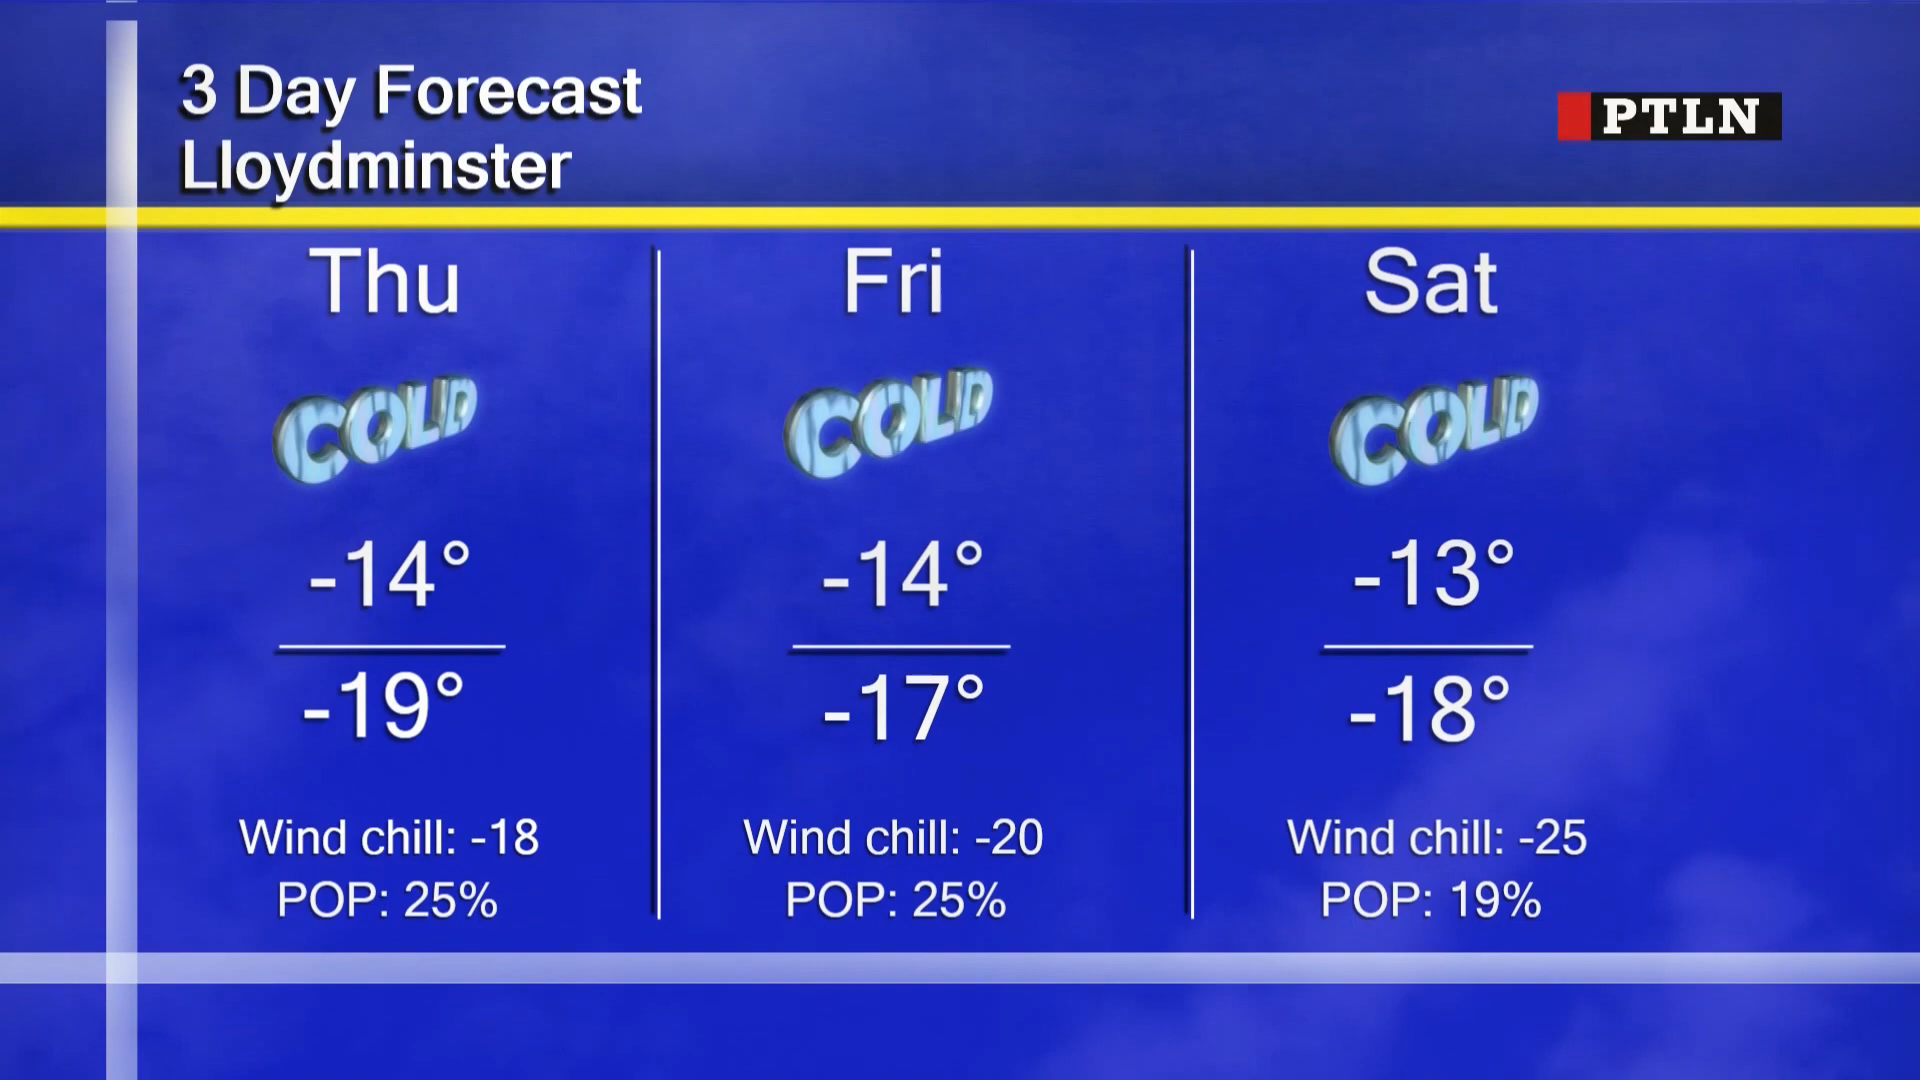 3 Day Forecast
Lloydminster
PTLN
Thu
COLD
-14°
-19°
Wind chill: -18
POP: 25%
Fri
COLD
-14°
-17°
Wind chill: -20
POP: 25%
Sat
COLD
-13°
-18°
Wind chill: -25
POP: 19%